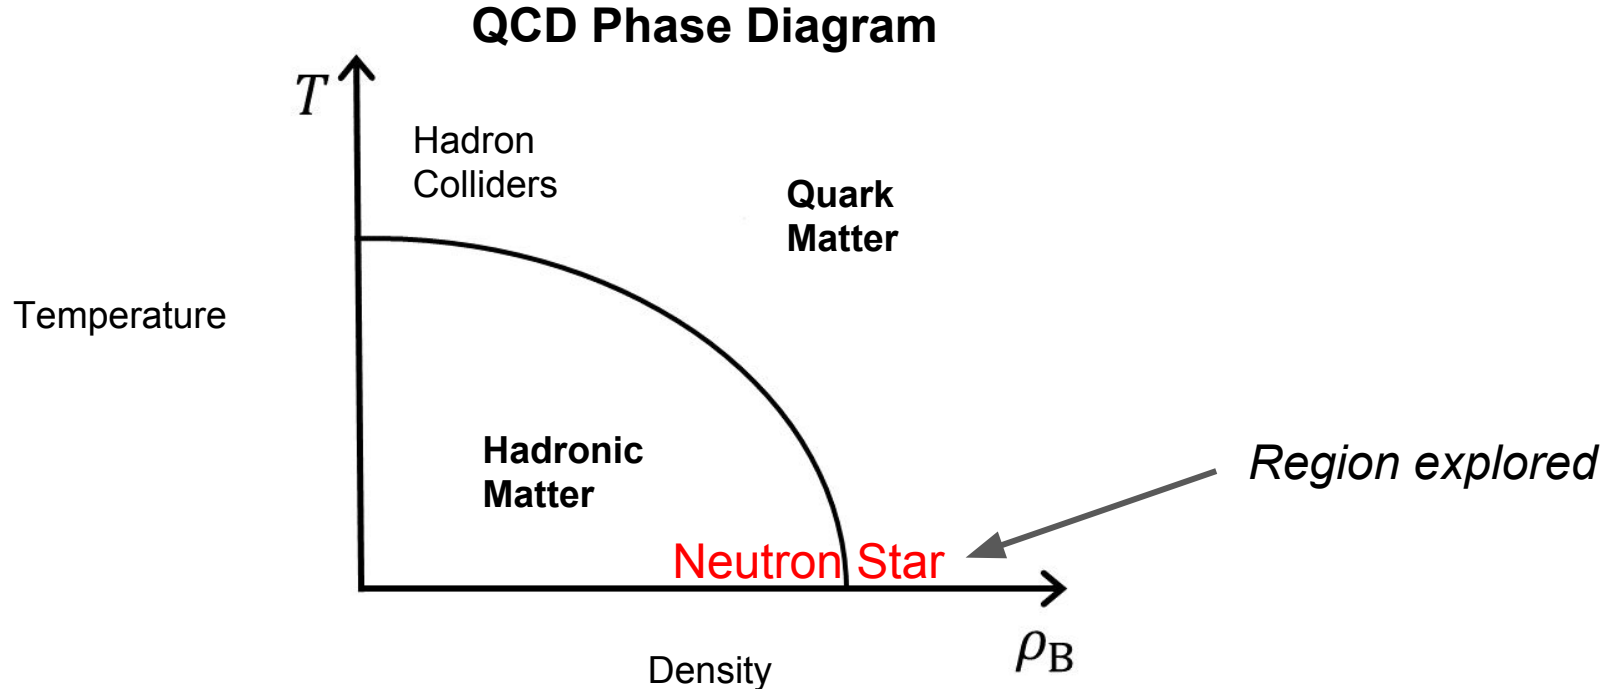 QCD Phase Diagram
T
Hadron
Colliders
Quark
Matter
Temperature
Hadronic
Matter
Region explored
Neutron Star
ρB
Density